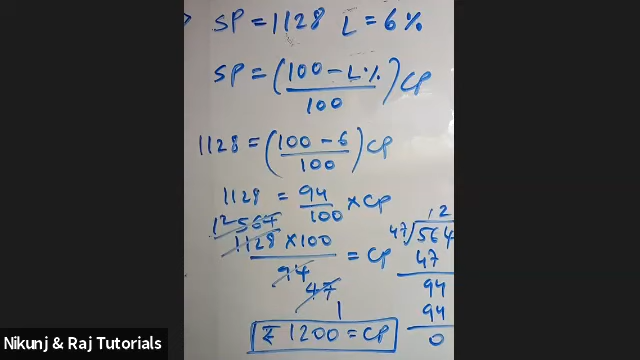 SP = 1128 L = 6%
SP = (100 - L% / 100) CP
1128 = (100 - 6 / 100) CP
1128 = 94/100 × CP
12 564
1128 × 100 / 94 = CP
47
1
₹ 1200 = CP
12
47√564
47
94
94
0
Nikunj & Raj Tutorials